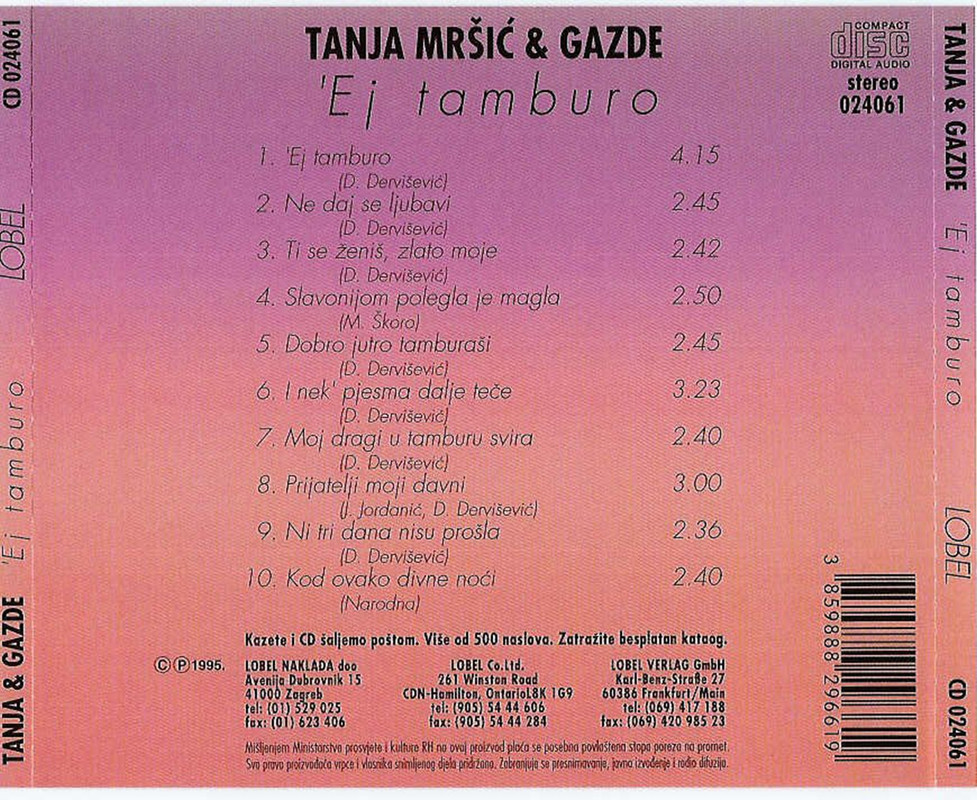 TANJA MRŠIĆ & GAZDE
'Ej tamburo
COMPACT
disc
DIGITAL AUDIO
stereo
024061
1. 'Ej tamburo 4.15
(D. Dervišević)
2. Ne daj se ljubavi 2.45
(D. Dervišević)
3. Ti se ženiš, zlato moje 2.42
(D. Dervišević)
4. Slavonijom polegla je magla 2.50
(M. Škoro)
5. Dobro jutro tamburaši 2.45
(D. Dervišević)
6. I nek' pjesma dalje teče 3.23
(D. Dervišević)
7. Moj dragi u tamburu svira 2.40
(D. Dervišević)
8. Prijatelji moji davni 3.00
(J. Jordanić, D. Dervišević)
9. Ni tri dana nisu prošla 2.36
(D. Dervišević)
10. Kod ovako divne noći 2.40
(Narodna)
Kazete i CD šaljemo poštom. Više od 500 naslova. Zatražite besplatan kataog.
©℗1995.
LOBEL NAKLADA doo
Avenija Dubrovnik 15
41000 Zagreb
tel: (01) 529 025
fax: (01) 623 406
LOBEL Co.Ltd.
261 Winston Road
CDN-Hamilton, OntarioL8K 1G9
tel: (905) 54 44 606
fax: (905) 54 44 284
LOBEL VERLAG GmbH
Karl-Benz-Straße 27
60386 Frankfurt/Main
tel: (069) 417 188
fax: (069) 420 985 23
Mišljenjem Ministarstva prosvjete i kulture RH na ovaj proizvod plaća se posebna povlaštena stopa poreza na promet.
Sva prava proizvođača vrpce i vlasnika snimljenog djela pridržana. Zabranjuje se presnimavanje, javno izvođenje i radio difuzija.
3 859888 296619
TANJA & GAZDE 'Ej tamburo LOBEL CD 024061
TANJA & GAZDE 'Ej tamburo LOBEL CD 024061